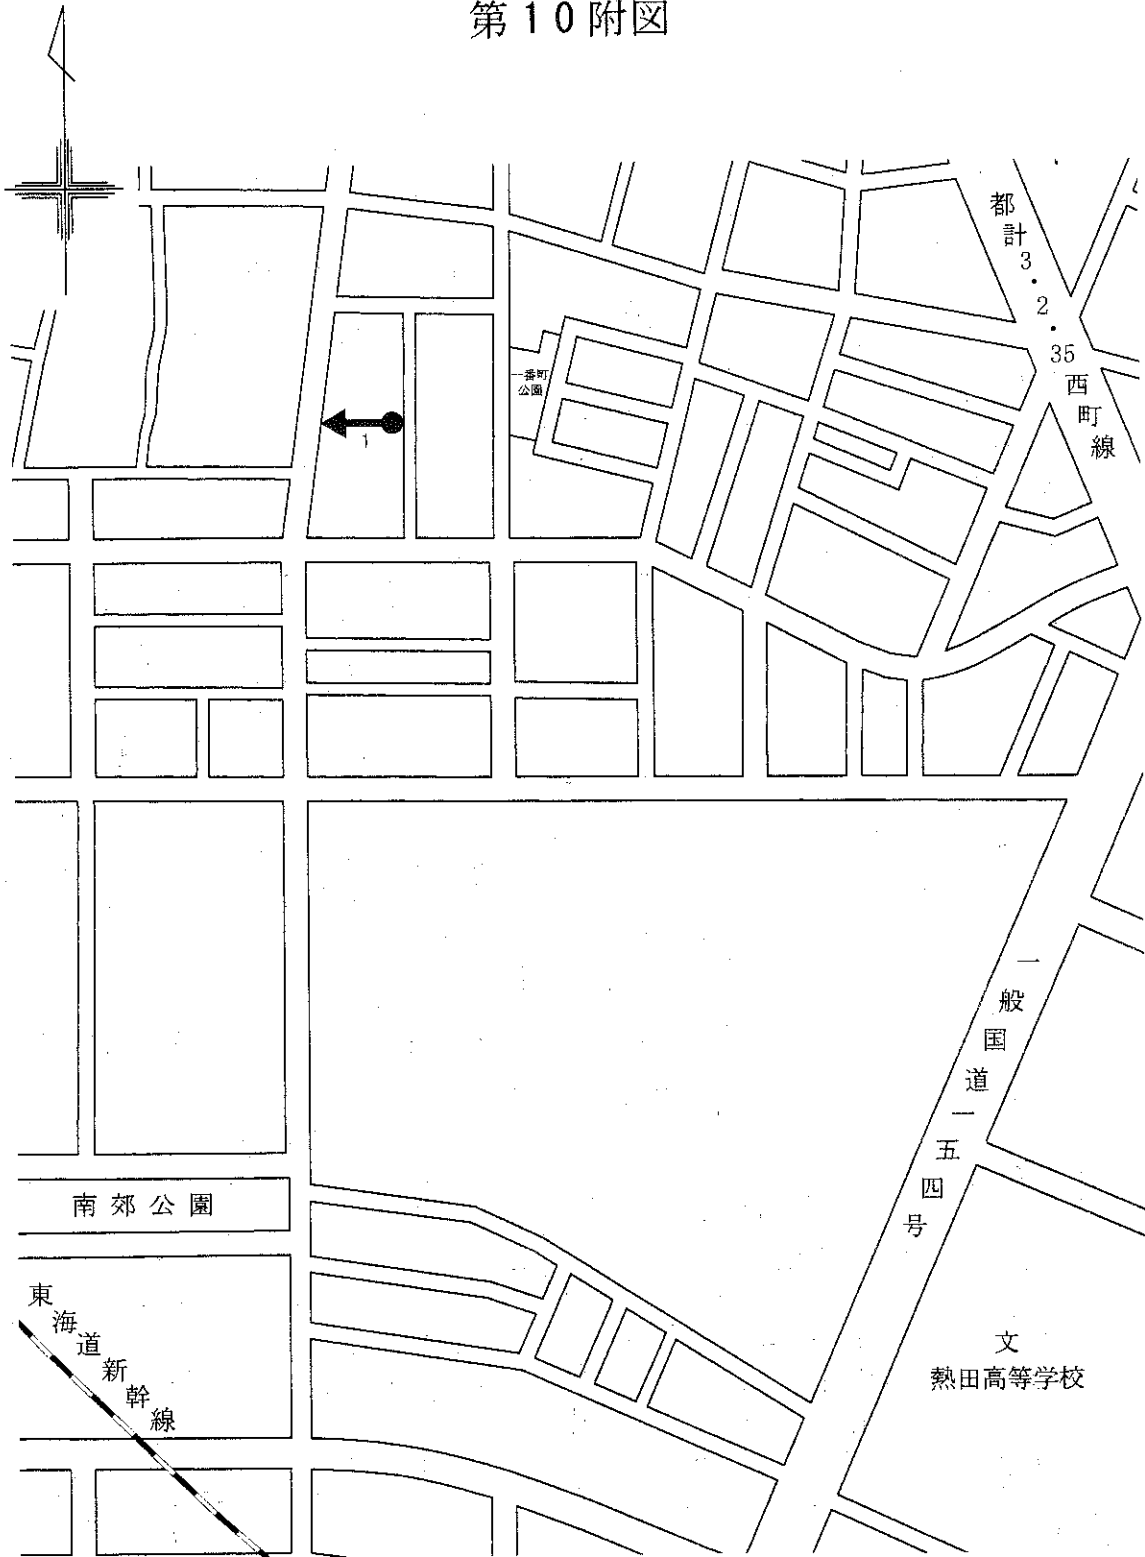 第10附図
都計3・2・35西町線
一番町
公園
1
一般国道一五四号
南郊公園
東海道新幹線
文
熱田高等学校